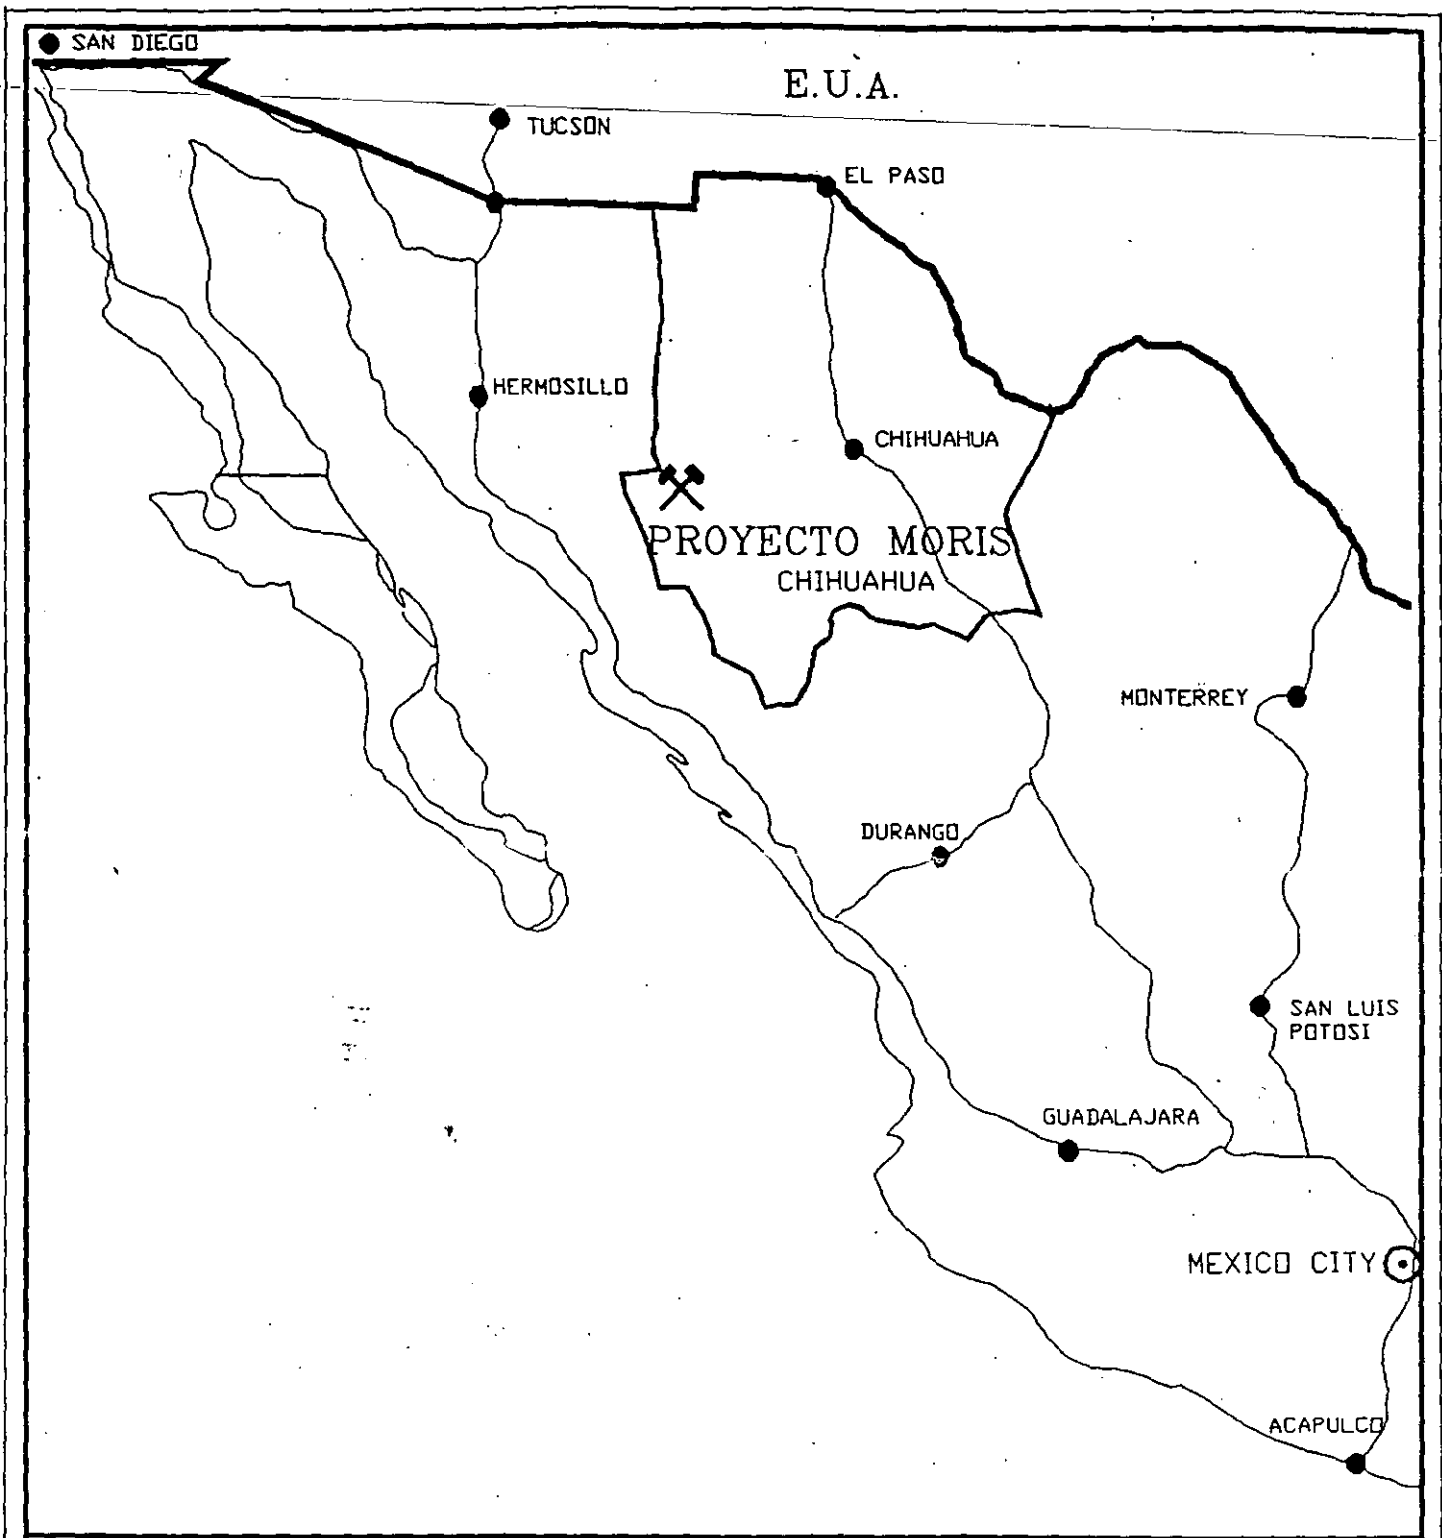 SAN DIEGO
E.U.A.
TUCSON
EL PASO
HERMOSILLO
CHIHUAHUA
PROYECTO MORIS
CHIHUAHUA
MONTERREY
DURANGO
SAN LUIS
POTOSI
GUADALAJARA
MEXICO CITY
ACAPULCO